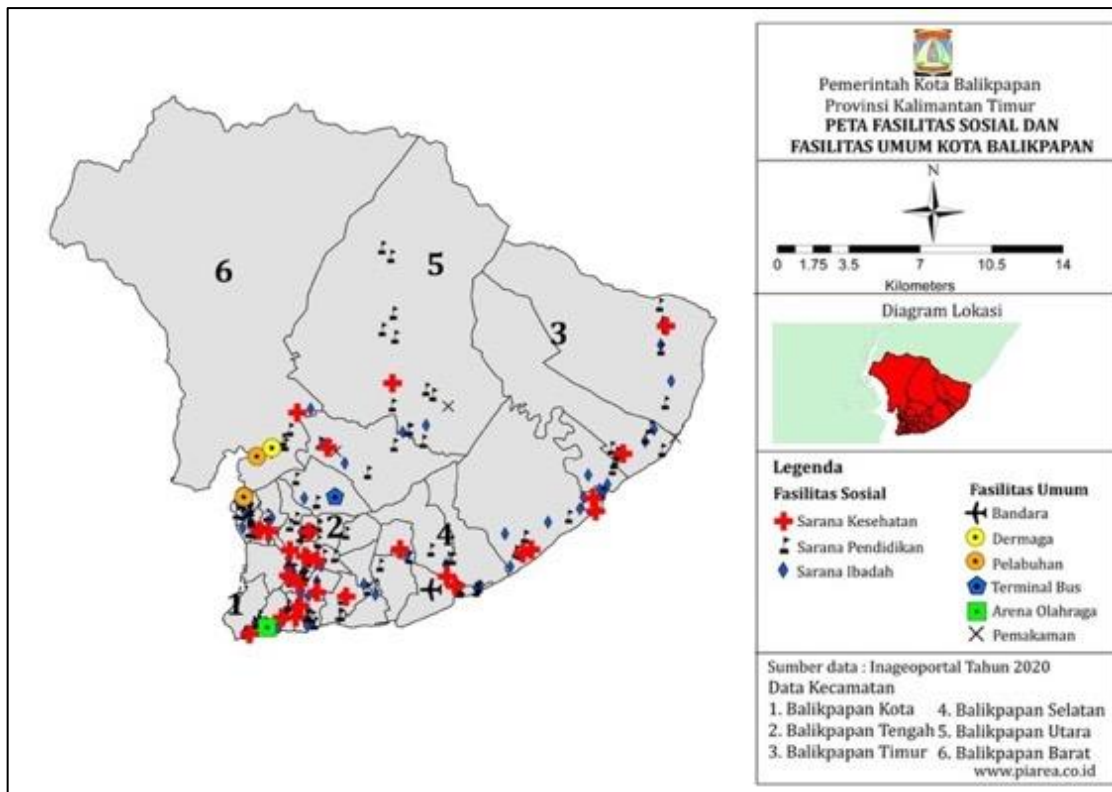 6
5
3
2
4
1
Pemerintah Kota Balikpapan
Provinsi Kalimantan Timur
PETA FASILITAS SOSIAL DAN
FASILITAS UMUM KOTA BALIKPAPAN
N
0 1.75 3.5 7 10.5 14
Kilometers
Diagram Lokasi
Legenda
Fasilitas Sosial
Sarana Kesehatan
Sarana Pendidikan
Sarana Ibadah
Fasilitas Umum
Bandara
Dermaga
Pelabuhan
Terminal Bus
Arena Olahraga
Pemakaman
Sumber data : Inageoportal Tahun 2020
Data Kecamatan
1. Balikpapan Kota 4. Balikpapan Selatan
2. Balikpapan Tengah 5. Balikpapan Utara
3. Balikpapan Timur 6. Balikpapan Barat
www.piarea.co.id